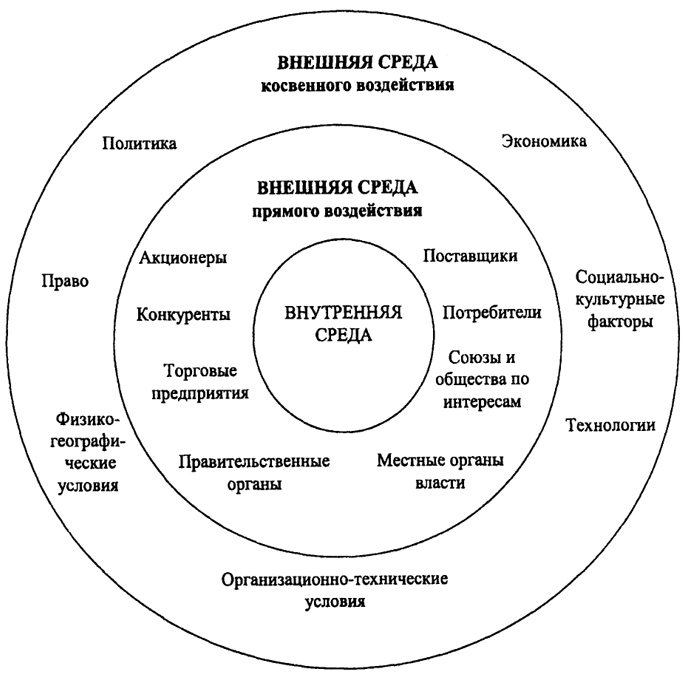 ВНЕШНЯЯ СРЕДА
косвенного воздействия
Политика
Экономика
ВНЕШНЯЯ СРЕДА
прямого воздействия
Акционеры
Поставщики
Право
Социально-
культурные
факторы
Конкуренты
ВНУТРЕННЯЯ
СРЕДА
Потребители
Торговые
предприятия
Союзы и
общества по
интересам
Физико-
географи-
ческие
условия
Технологии
Правительственные
органы
Местные органы
власти
Организационно-технические
условия